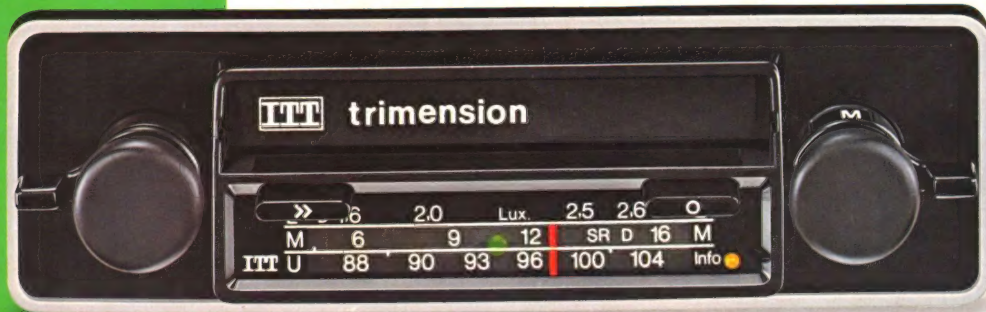 ITT trimension
M
»
2.0 Lux. 2.5 2.6 O
M 6 9 12 SR D 16 M
ITT U 88 90 93 96 100 104 Info